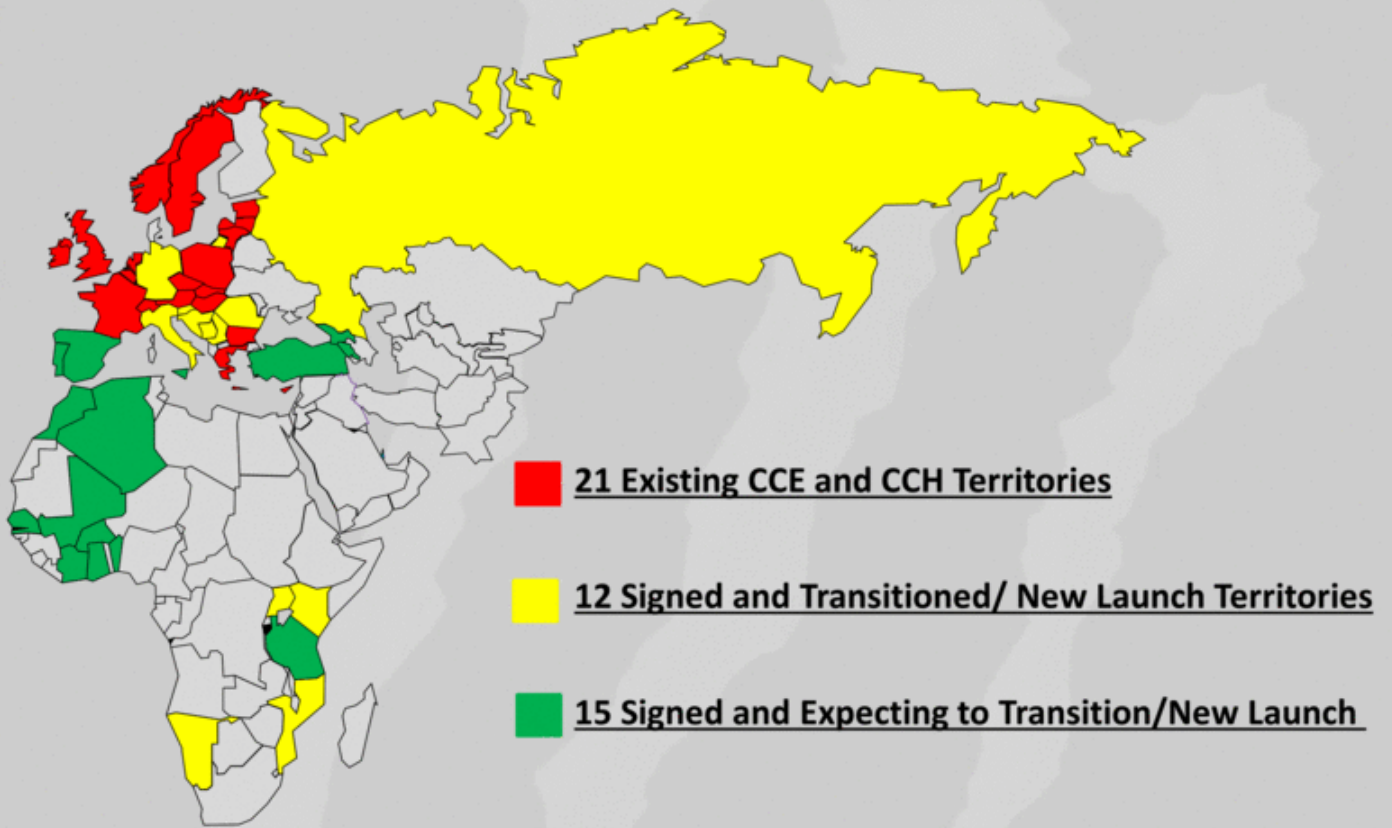 21 Existing CCE and CCH Territories
12 Signed and Transitioned/ New Launch Territories
15 Signed and Expecting to Transition/New Launch